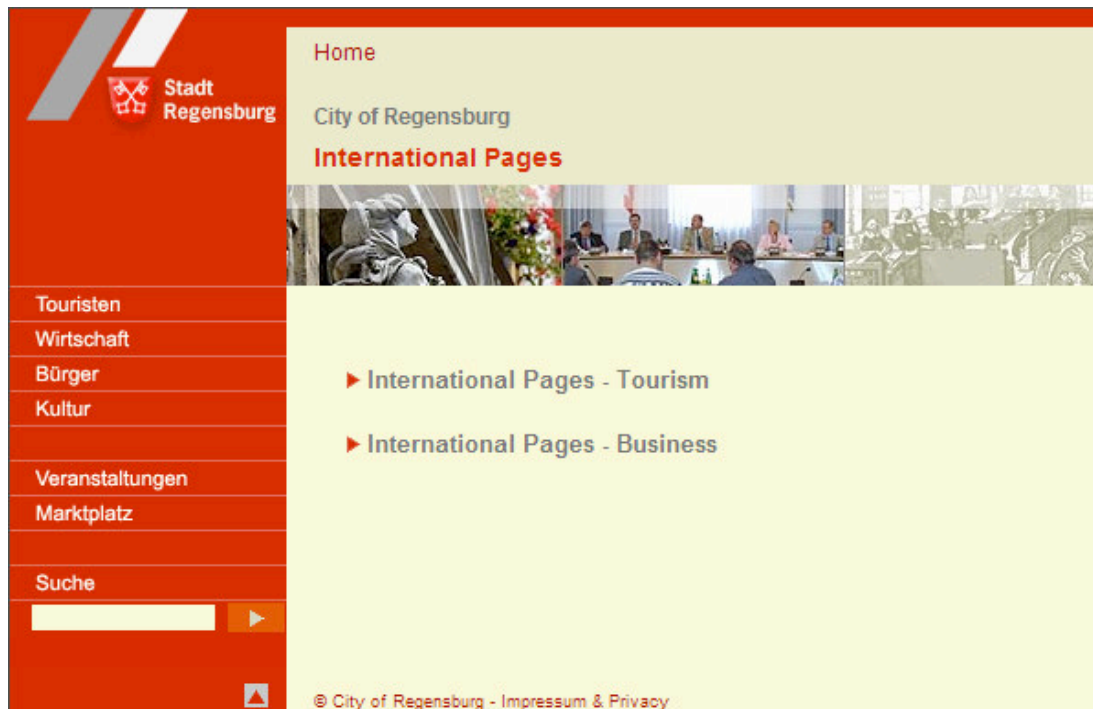 Stadt
Regensburg
Home
City of Regensburg
International Pages
Touristen
Wirtschaft
Bürger
Kultur
Veranstaltungen
Marktplatz
Suche
International Pages - Tourism
International Pages - Business
© City of Regensburg - Impressum & Privacy